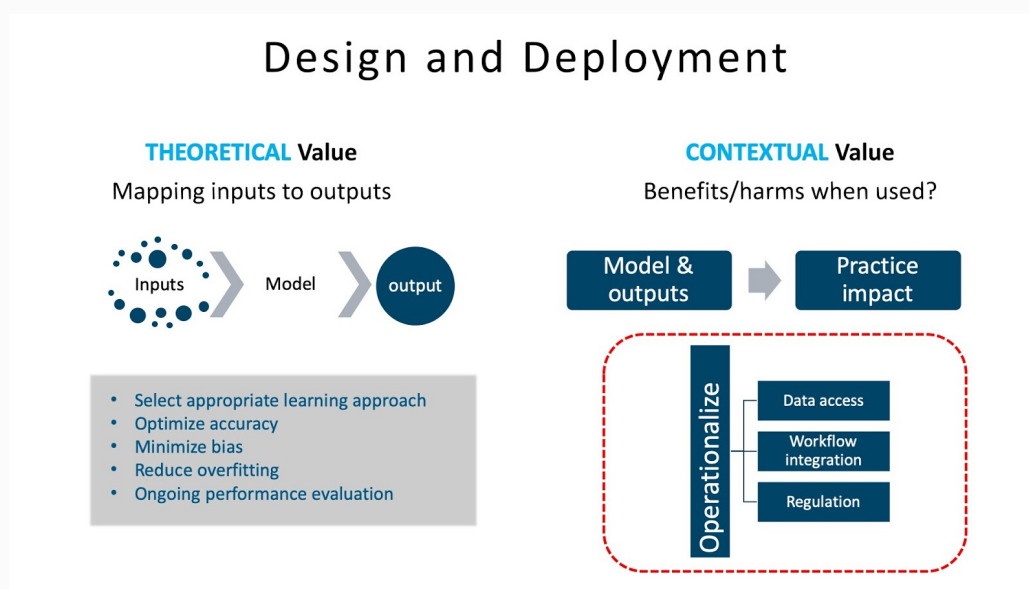 Design and Deployment
THEORETICAL Value
Mapping inputs to outputs
Inputs
Model
output
• Select appropriate learning approach
• Optimize accuracy
• Minimize bias
• Reduce overfitting
• Ongoing performance evaluation
CONTEXTUAL Value
Benefits/harms when used?
Model &
outputs
Practice
impact
Operationalize
Data access
Workflow
integration
Regulation